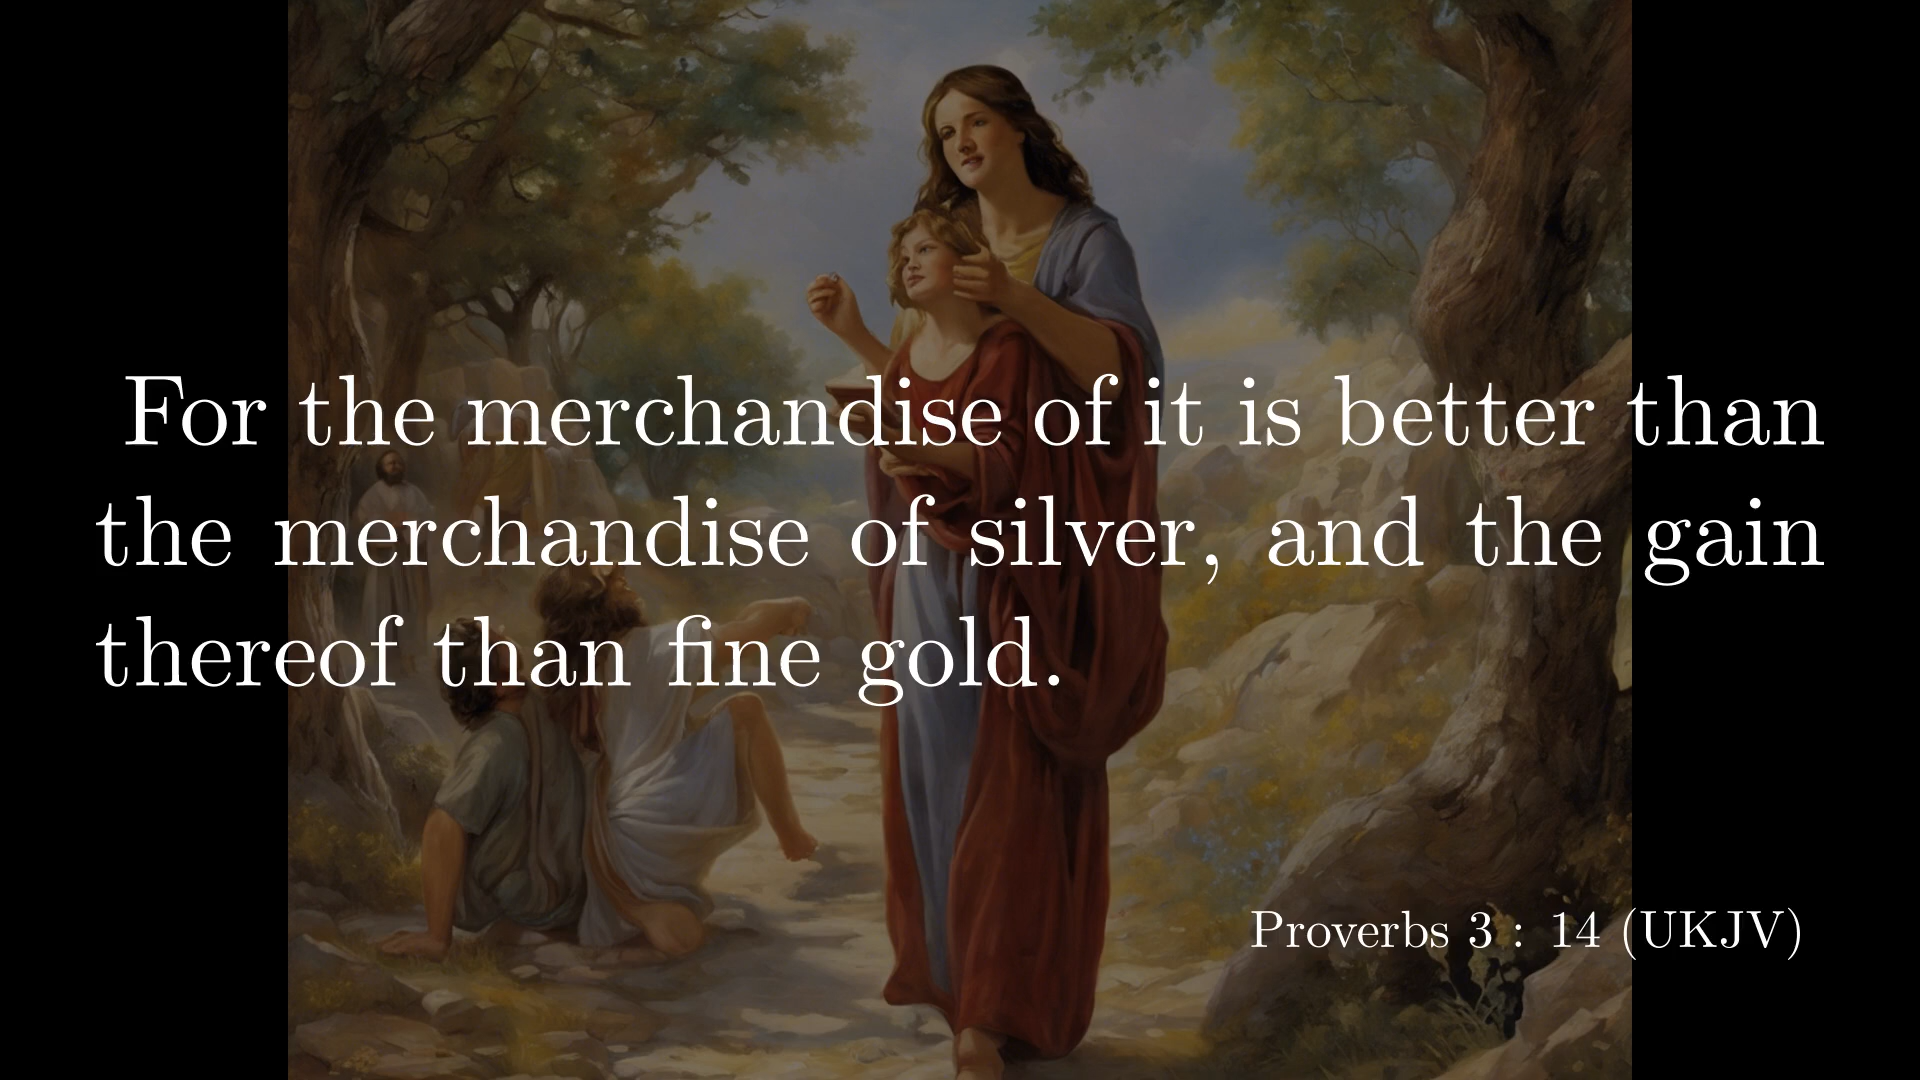 For the merchandise of it is better than
the merchandise of silver, and the gain
thereof than fine gold.
Proverbs 3 : 14 (UKJV)